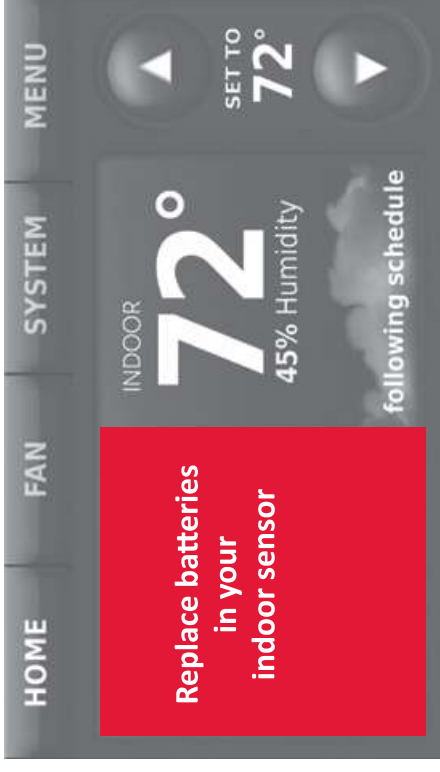 HOME FAN SYSTEM MENU
Replace batteries
in your
indoor sensor
INDOOR
72°
45% Humidity
following schedule
SET TO
72°